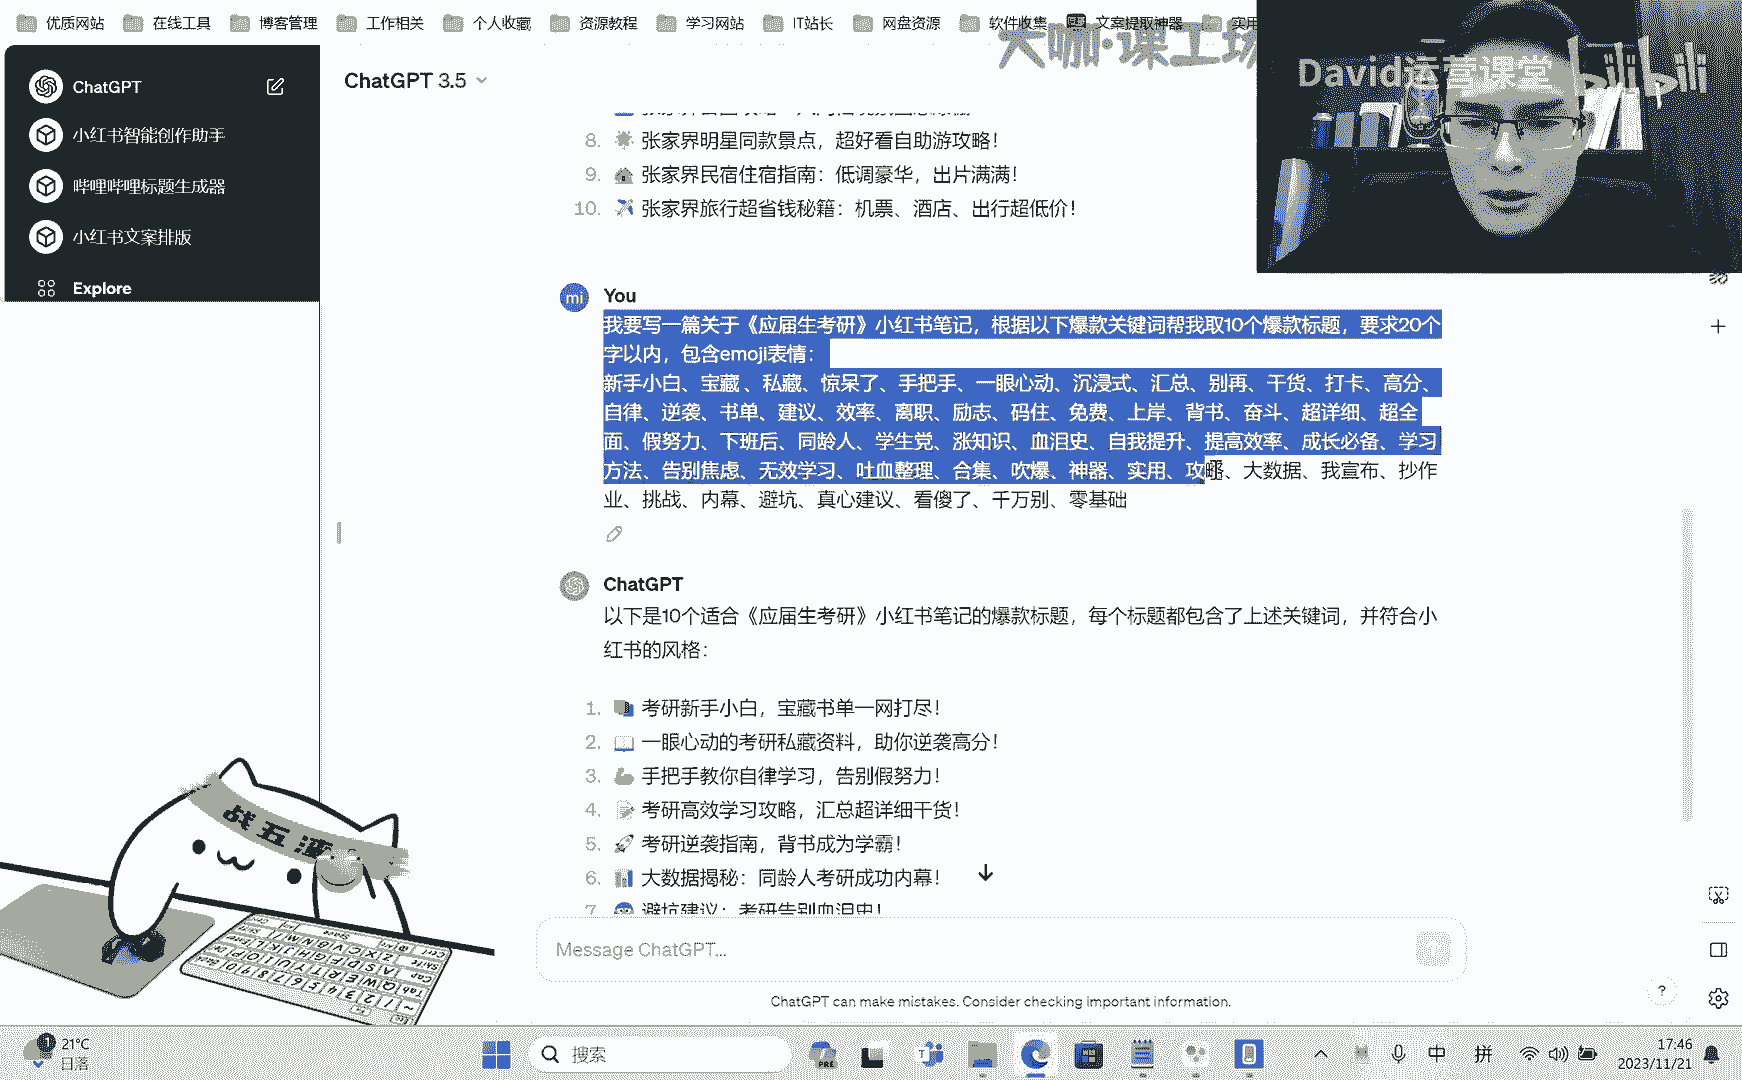 优质网站 在线工具 博客管理 工作相关 个人收藏 资源教程 学习网站 IT站长 网盘资源 软件收集 文案提取神器 实用
大咖·课工场
David运营课堂 bilibili
ChatGPT
小红书智能创作助手
哔哩哔哩标题生成器
小红书文案排版
Explore
ChatGPT 3.5
8. 张家界明星同款景点，超好看自助游攻略！
9. 张家界民宿住宿指南：低调豪华，出片满满！
10. 张家界旅行超省钱秘籍：机票、酒店、出行超低价！
mi
You
我要写一篇关于《应届生考研》小红书笔记，根据以下爆款关键词帮我取10个爆款标题，要求20个
字以内，包含emoji表情：
新手小白、宝藏 、私藏、惊呆了、手把手、一眼心动、沉浸式、汇总、别再、干货、打卡、高分、
自律、逆袭、书单、建议、效率、离职、励志、码住、免费、上岸、背书、奋斗、超详细、超全
面、假努力、下班后、同龄人、学生党、涨知识、血泪史、自我提升、提高效率、成长必备、学习
方法、告别焦虑、无效学习、吐血整理、合集、吹爆、神器、实用、攻略、大数据、我宣布、抄作
业、挑战、内幕、避坑、真心建议、看傻了、千万别、零基础
ChatGPT
以下是10个适合《应届生考研》小红书笔记的爆款标题，每个标题都包含了上述关键词，并符合小
红书的风格：
1. 考研新手小白，宝藏书单一网打尽！
2. 一眼心动的考研私藏资料，助你逆袭高分！
3. 手把手教你自律学习，告别假努力！
4. 考研高效学习攻略，汇总超详细干货！
5. 考研逆袭指南，背书成为学霸！
6. 大数据揭秘：同龄人考研成功内幕！
7. 避坑建议：考研告别血泪史！
Message ChatGPT...
ChatGPT can make mistakes. Consider checking important information.
?
战五渣
1
21°C
日落
搜索
PRE
中
拼
17:46
2023/11/21